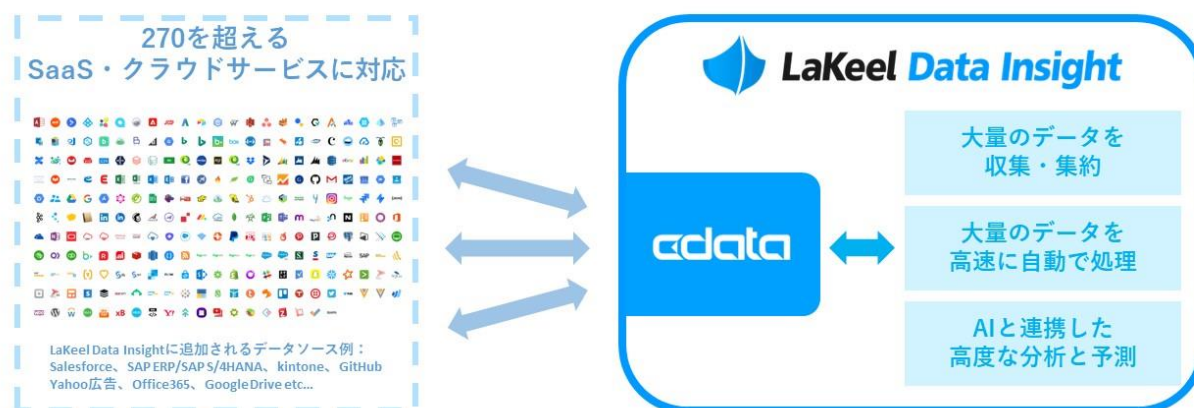 270を超える
SaaS・クラウドサービスに対応
LaKeel Data Insightに追加されるデータソース例：
Salesforce、SAP ERP/SAP S/4HANA、kintone、GitHub
Yahoo広告、Office365、GoogleDrive etc...
LaKeel Data Insight
cdata
大量のデータを
収集・集約
大量のデータを
高速に自動で処理
AIと連携した
高度な分析と予測